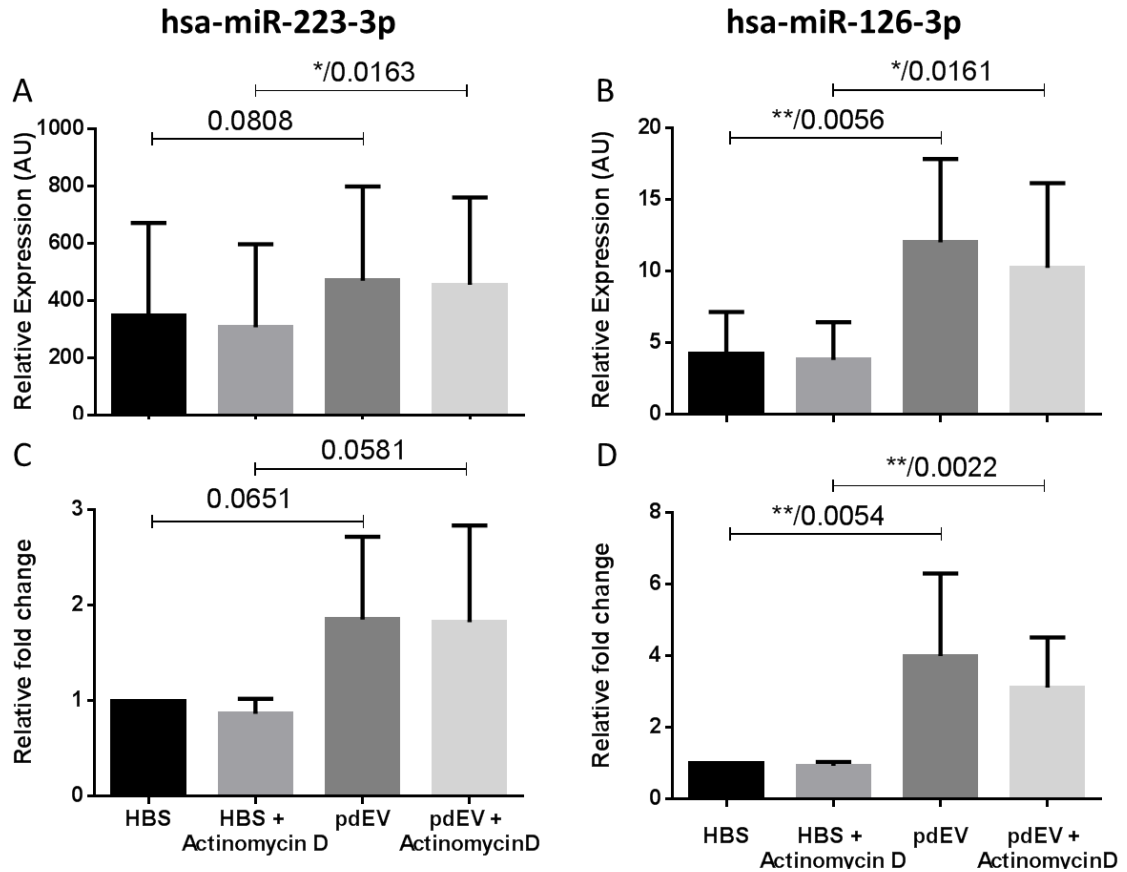 hsa-miR-223-3p
hsa-miR-126-3p
A
*/0.0163
0.0808
Relative Expression (AU)
1000
800
600
400
200
0
B
*/0.0161
**/0.0056
Relative Expression (AU)
20
15
10
5
0
C
0.0581
0.0651
Relative fold change
3
2
1
0
HBS
HBS +
Actinomycin D
pdEV
pdEV +
ActinomycinD
D
**/0.0022
**/0.0054
Relative fold change
8
6
4
2
0
HBS
HBS +
Actinomycin D
pdEV
pdEV +
ActinomycinD